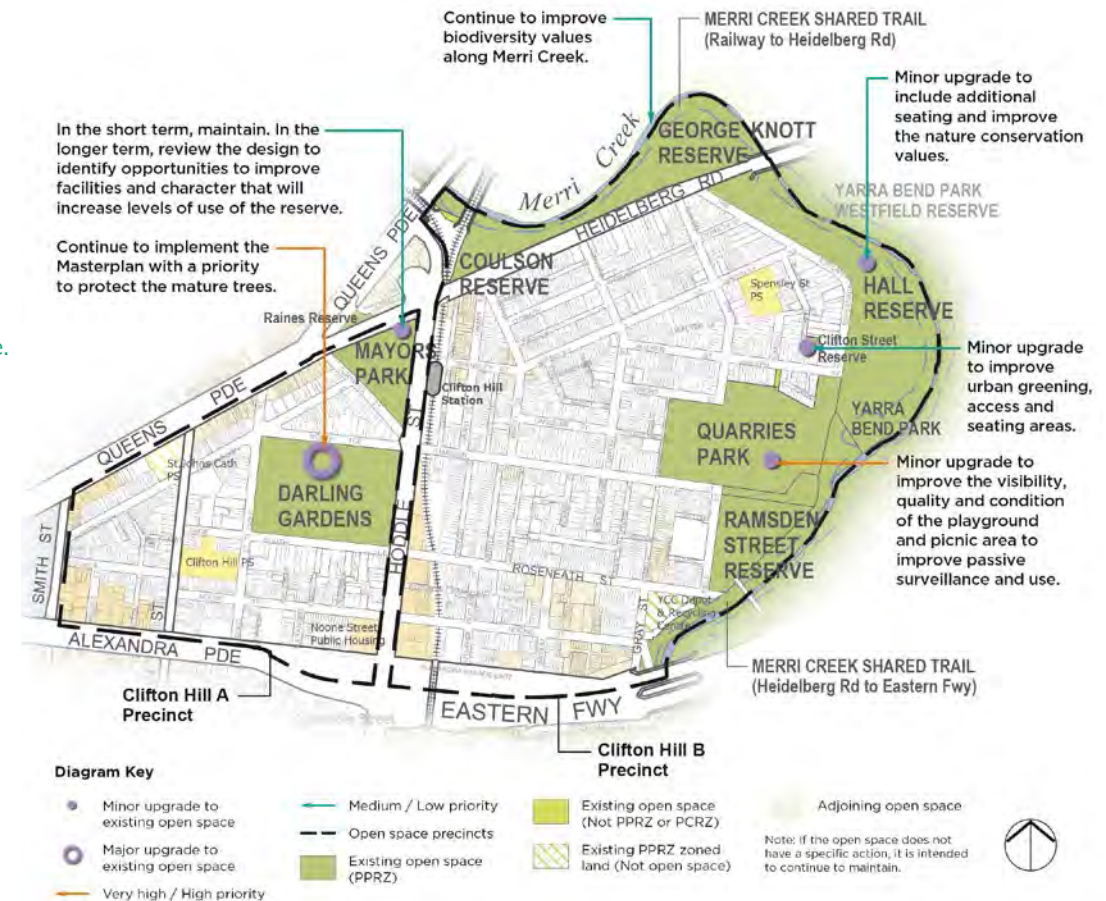 Continue to improve
biodiversity values
along Merri Creek.
MERRI CREEK SHARED TRAIL
(Railway to Heidelberg Rd)
Minor upgrade to
include additional
seating and improve
the nature conservation
values.
In the short term, maintain. In the
longer term, review the design to
identify opportunities to improve
facilities and character that will
increase levels of use of the reserve.
Continue to implement the
Masterplan with a priority
to protect the mature trees.
e.
Merri Creek
GEORGE KNOTT
RESERVE
HEIDELBERG RD
YARRA BEND PARK
WESTFIELD RESERVE
QUEENS PDE
COULSON
RESERVE
Spensley St
PS
HALL
RESERVE
Raines Reserve
MAYORS
PARK
Clifton Hill
Station
Clifton Street
Reserve
Minor upgrade
to improve
urban greening,
access and
seating areas.
QUEENS PDE
YARRA
BEND PARK
QUARRIES
PARK
Minor upgrade to
improve the visibility,
quality and condition
of the playground
and picnic area to
improve passive
surveillance and use.
St Johns Cath
PS
DARLING
GARDENS
HODDLE ST
RAMSDEN
STREET
RESERVE
SMITH ST
Clifton Hill PS
ROSENEATH ST
YCC Depot
& Recycling
Centre
GRAY ST
ST
Noone Street
Public Housing
ALEXANDRA PDE
MERRI CREEK SHARED TRAIL
(Heidelberg Rd to Eastern Fwy)
Clifton Hill A
Precinct
EASTERN FWY
Clifton Hill B
Precinct
Diagram Key
Minor upgrade to
existing open space
Major upgrade to
existing open space
Very high / High priority
Medium / Low priority
Open space precincts
Existing open space
(PPRZ)
Existing open space
(Not PPRZ or PCRZ)
Existing PPRZ zoned
land (Not open space)
Adjoining open space
Note: If the open space does not
have a specific action, it is intended
to continue to maintain.